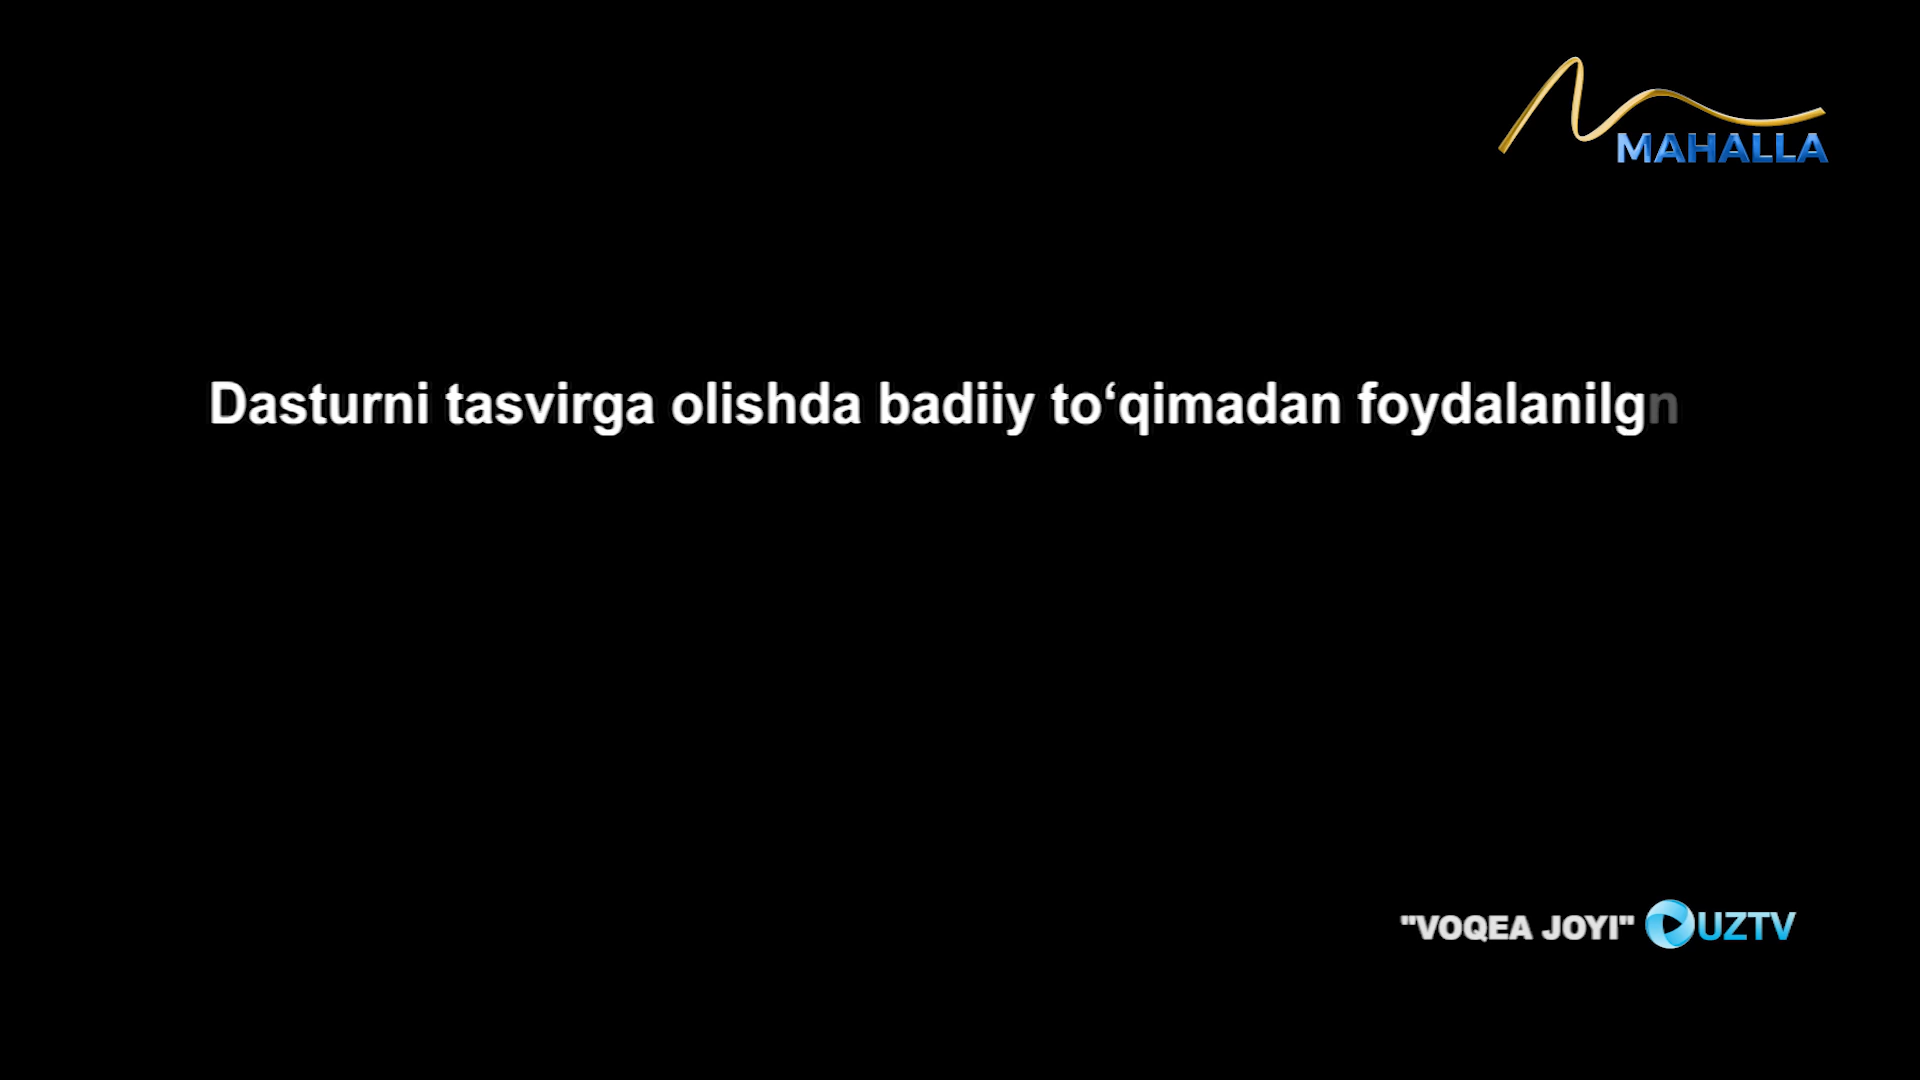 MAHALLA
Dasturni tasvirga olishda badiiy to‘qimadan foydalanilgn
"VOQEA JOYI" UZTV